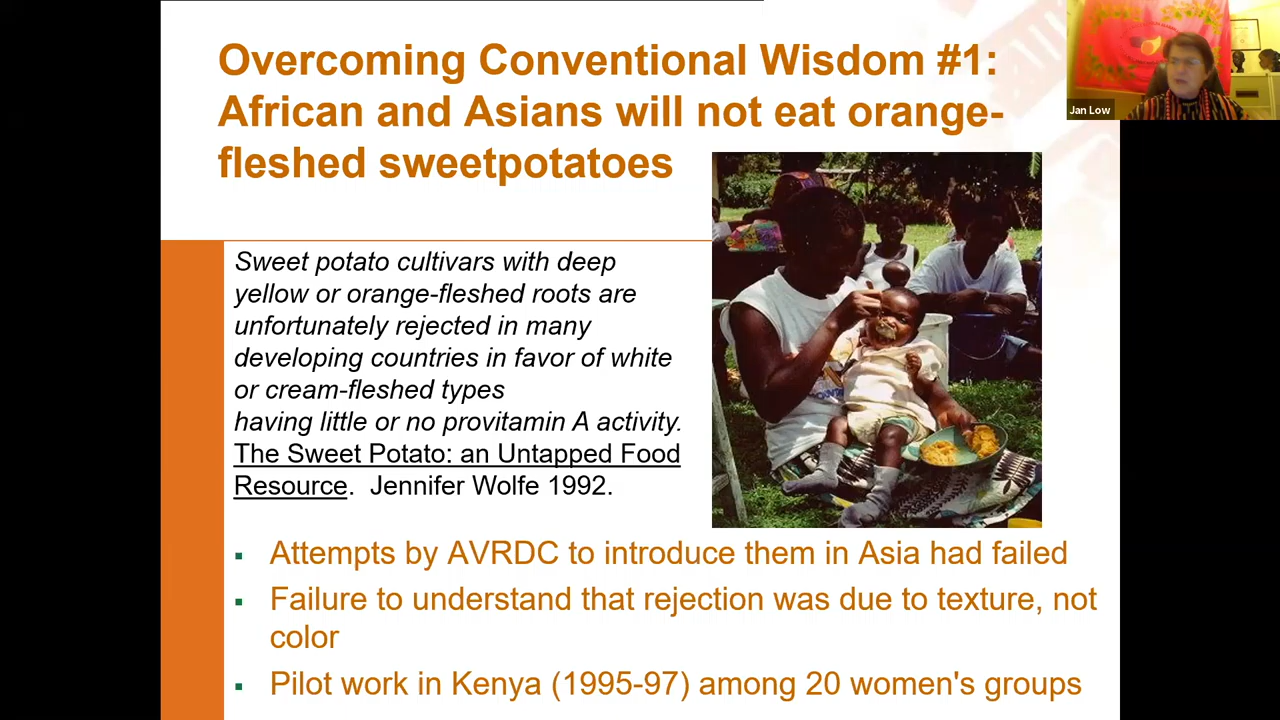 Overcoming Conventional Wisdom #1:
African and Asians will not eat orange-
fleshed sweetpotatoes
Jan Low
Sweet potato cultivars with deep
yellow or orange-fleshed roots are
unfortunately rejected in many
developing countries in favor of white
or cream-fleshed types
having little or no provitamin A activity.
The Sweet Potato: an Untapped Food
Resource. Jennifer Wolfe 1992.
▪ Attempts by AVRDC to introduce them in Asia had failed
▪ Failure to understand that rejection was due to texture, not
color
▪ Pilot work in Kenya (1995-97) among 20 women's groups